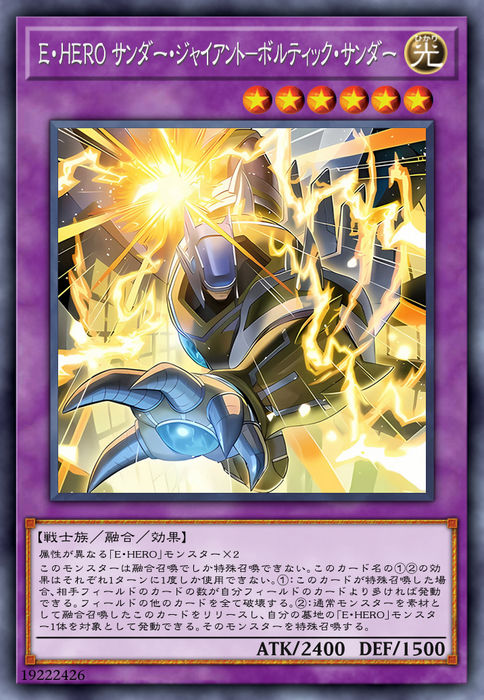 E・HERO サンダー・ジャイアント－ボルティック・サンダー
光
ひかり
【戦士族／融合／効果】
属性が異なる「E・HERO」モンスター×2
このモンスターは融合召喚でしか特殊召喚できない。このカード名の①②の効
果はそれぞれ1ターンに1度しか使用できない。①：このカードが特殊召喚した場
合、相手フィールドのカードの数が自分フィールドのカードより多ければ発動
できる。フィールドの他のカードを全て破壊する。②：通常モンスターを素材と
して融合召喚したこのカードをリリースし、自分の墓地の「E・HERO」モンスタ
ー1体を対象として発動できる。そのモンスターを特殊召喚する。
ATK/2400 DEF/1500
19222426